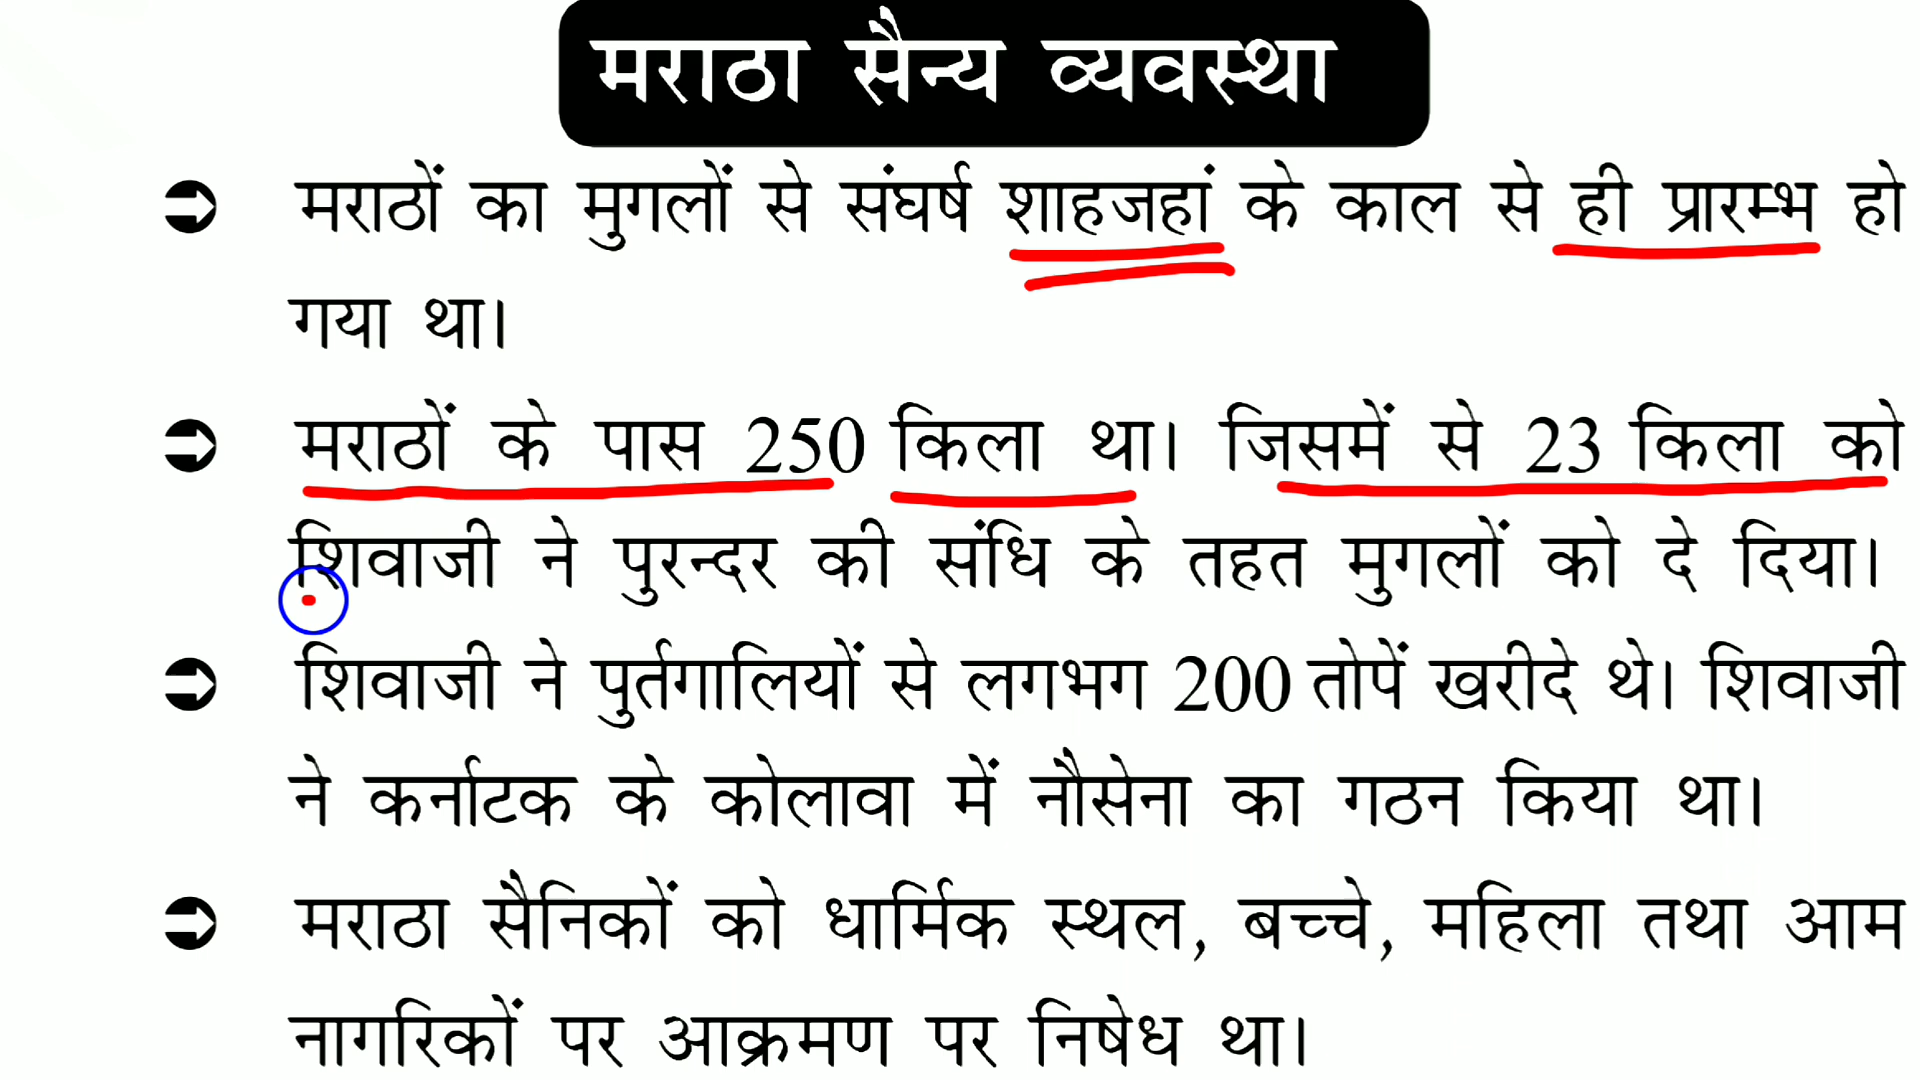 मराठा सैन्य व्यवस्था
मराठों का मुगलों से संघर्ष शाहजहां के काल से ही प्रारम्भ हो
गया था।
मराठों के पास 250 किला था। जिसमें से 23 किला को
शिवाजी ने पुरन्दर की संधि के तहत मुगलों को दे दिया।
शिवाजी ने पुर्तगालियों से लगभग 200 तोपें खरीदे थे। शिवाजी
ने कर्नाटक के कोलावा में नौसेना का गठन किया था।
मराठा सैनिकों को धार्मिक स्थल, बच्चे, महिला तथा आम
नागरिकों पर आक्रमण पर निषेध था।